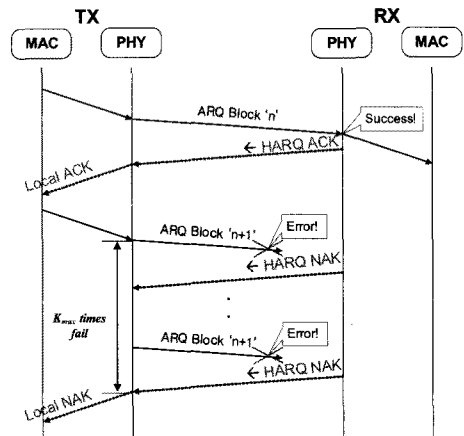 TX
RX
MAC
PHY
PHY
MAC
ARQ Block 'n'
Success!
← HARQ ACK
Local ACK
ARQ Block 'n+1'
Error!
← HARQ NAK
K_max times
fail
Error!
ARQ Block 'n+1'
← HARQ NAK
Local NAK